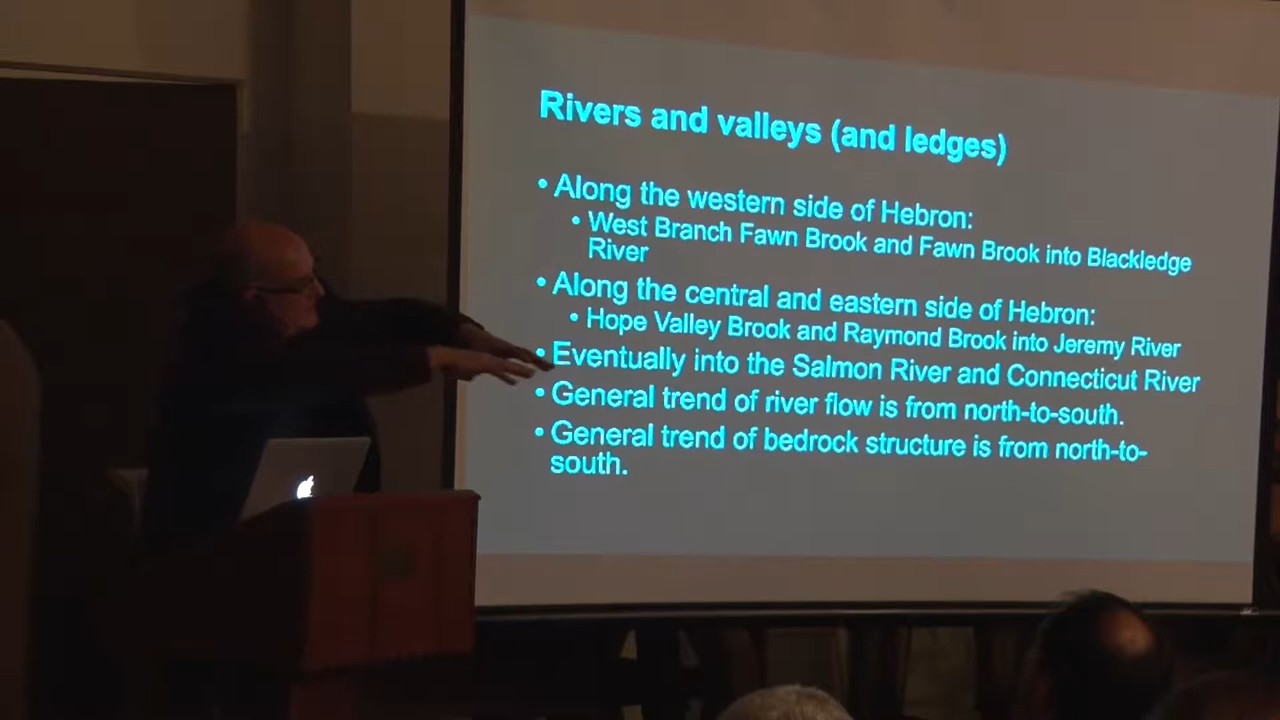 Rivers and valleys (and ledges)
• Along the western side of Hebron:
• West Branch Fawn Brook and Fawn Brook into Blackledge
River
• Along the central and eastern side of Hebron:
• Hope Valley Brook and Raymond Brook into Jeremy River
• Eventually into the Salmon River and Connecticut River
• General trend of river flow is from north-to-south.
• General trend of bedrock structure is from north-to-
south.